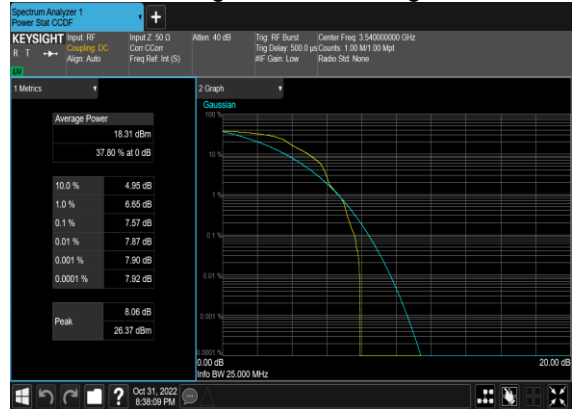 Spectrum Analyzer 1
Power Stat CCDF
KEYSIGHT
R T
LV
Input: RF
Coupling: DC
Align: Auto
Input Z: 50 Ω
Corr CCorr
Freq Ref: Int (S)
Atten: 40 dB
Trig: RF Burst
Trig Delay: 500.0 µs
#IF Gain: Low
Center Freq: 3.540000000 GHz
Counts: 1.00 M/1.00 Mpt
Radio Std: None
1 Metrics
Average Power
18.31 dBm
37.80 % at 0 dB
10.0 % 4.95 dB
1.0 % 6.65 dB
0.1 % 7.57 dB
0.01 % 7.87 dB
0.001 % 7.90 dB
0.0001 % 7.92 dB
Peak
8.06 dB
26.37 dBm
2 Graph
Gaussian
100 %
10 %
1 %
0.1 %
0.01 %
0.001 %
0.0001 %
0.00 dB
20.00 dB
Info BW 25.000 MHz
?
Oct 31, 2022
8:38:09 PM